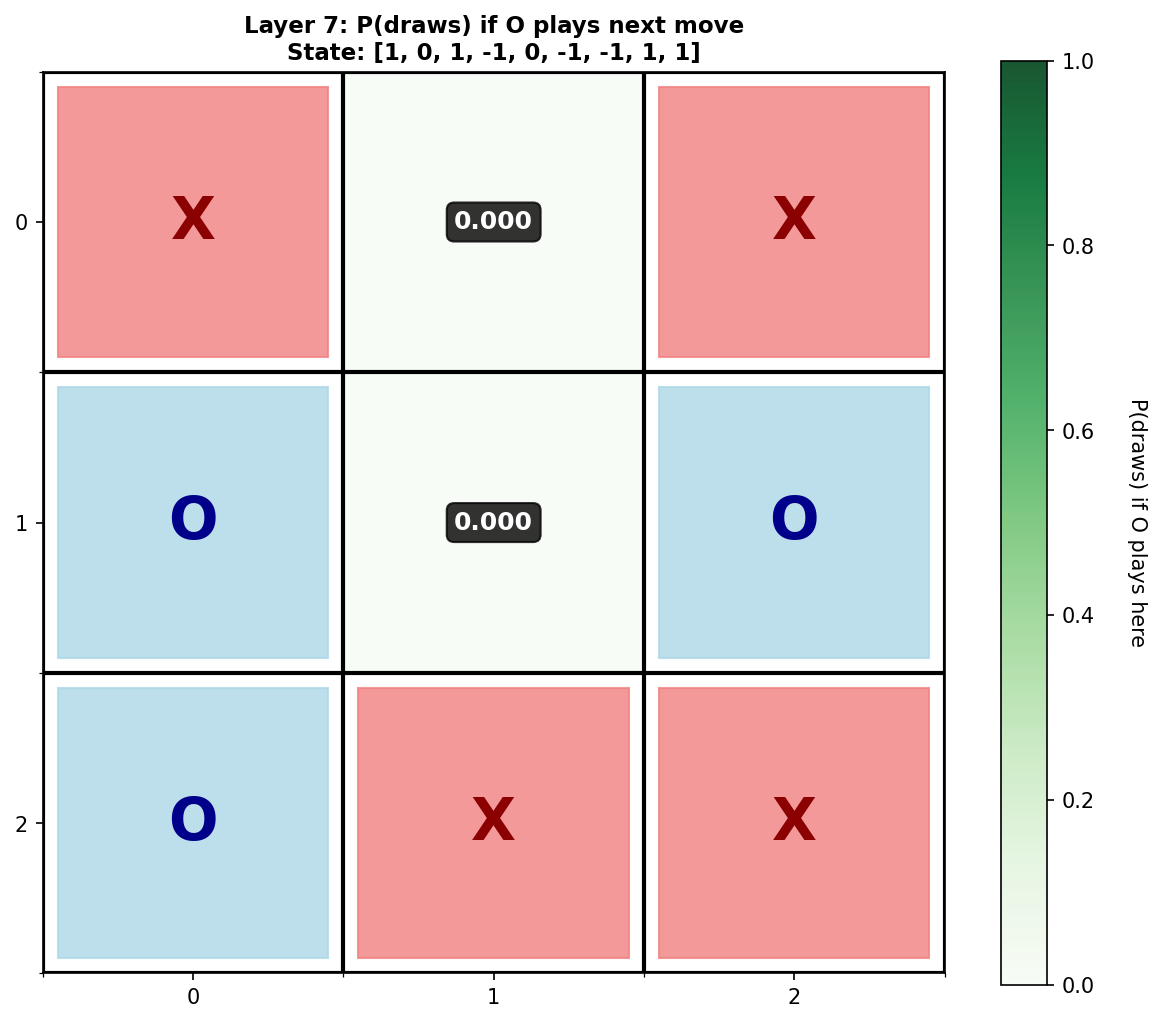 Layer 7: P(draws) if O plays next move
State: [1, 0, 1, -1, 0, -1, -1, 1, 1]
X
0.000
X
O
0.000
O
O
X
X
0
1
2
0
1
2
1.0
0.8
0.6
0.4
0.2
0.0
P(draws) if O plays here